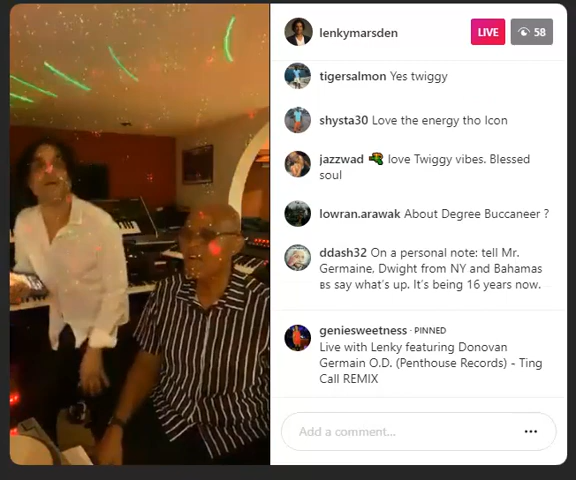 lenkymarsden
LIVE
58
tigersalmon Yes twiggy
shysta30 Love the energy tho Icon
jazzwad love Twiggy vibes. Blessed
soul
lowran.arawak About Degree Buccaneer ?
ddash32 On a personal note: tell Mr.
Germaine, Dwight from NY and Bahamas
вs say what's up. It's being 16 years now.
geniesweetness · PINNED
Live with Lenky featuring Donovan
Germain O.D. (Penthouse Records) - Ting
Call REMIX
Add a comment...